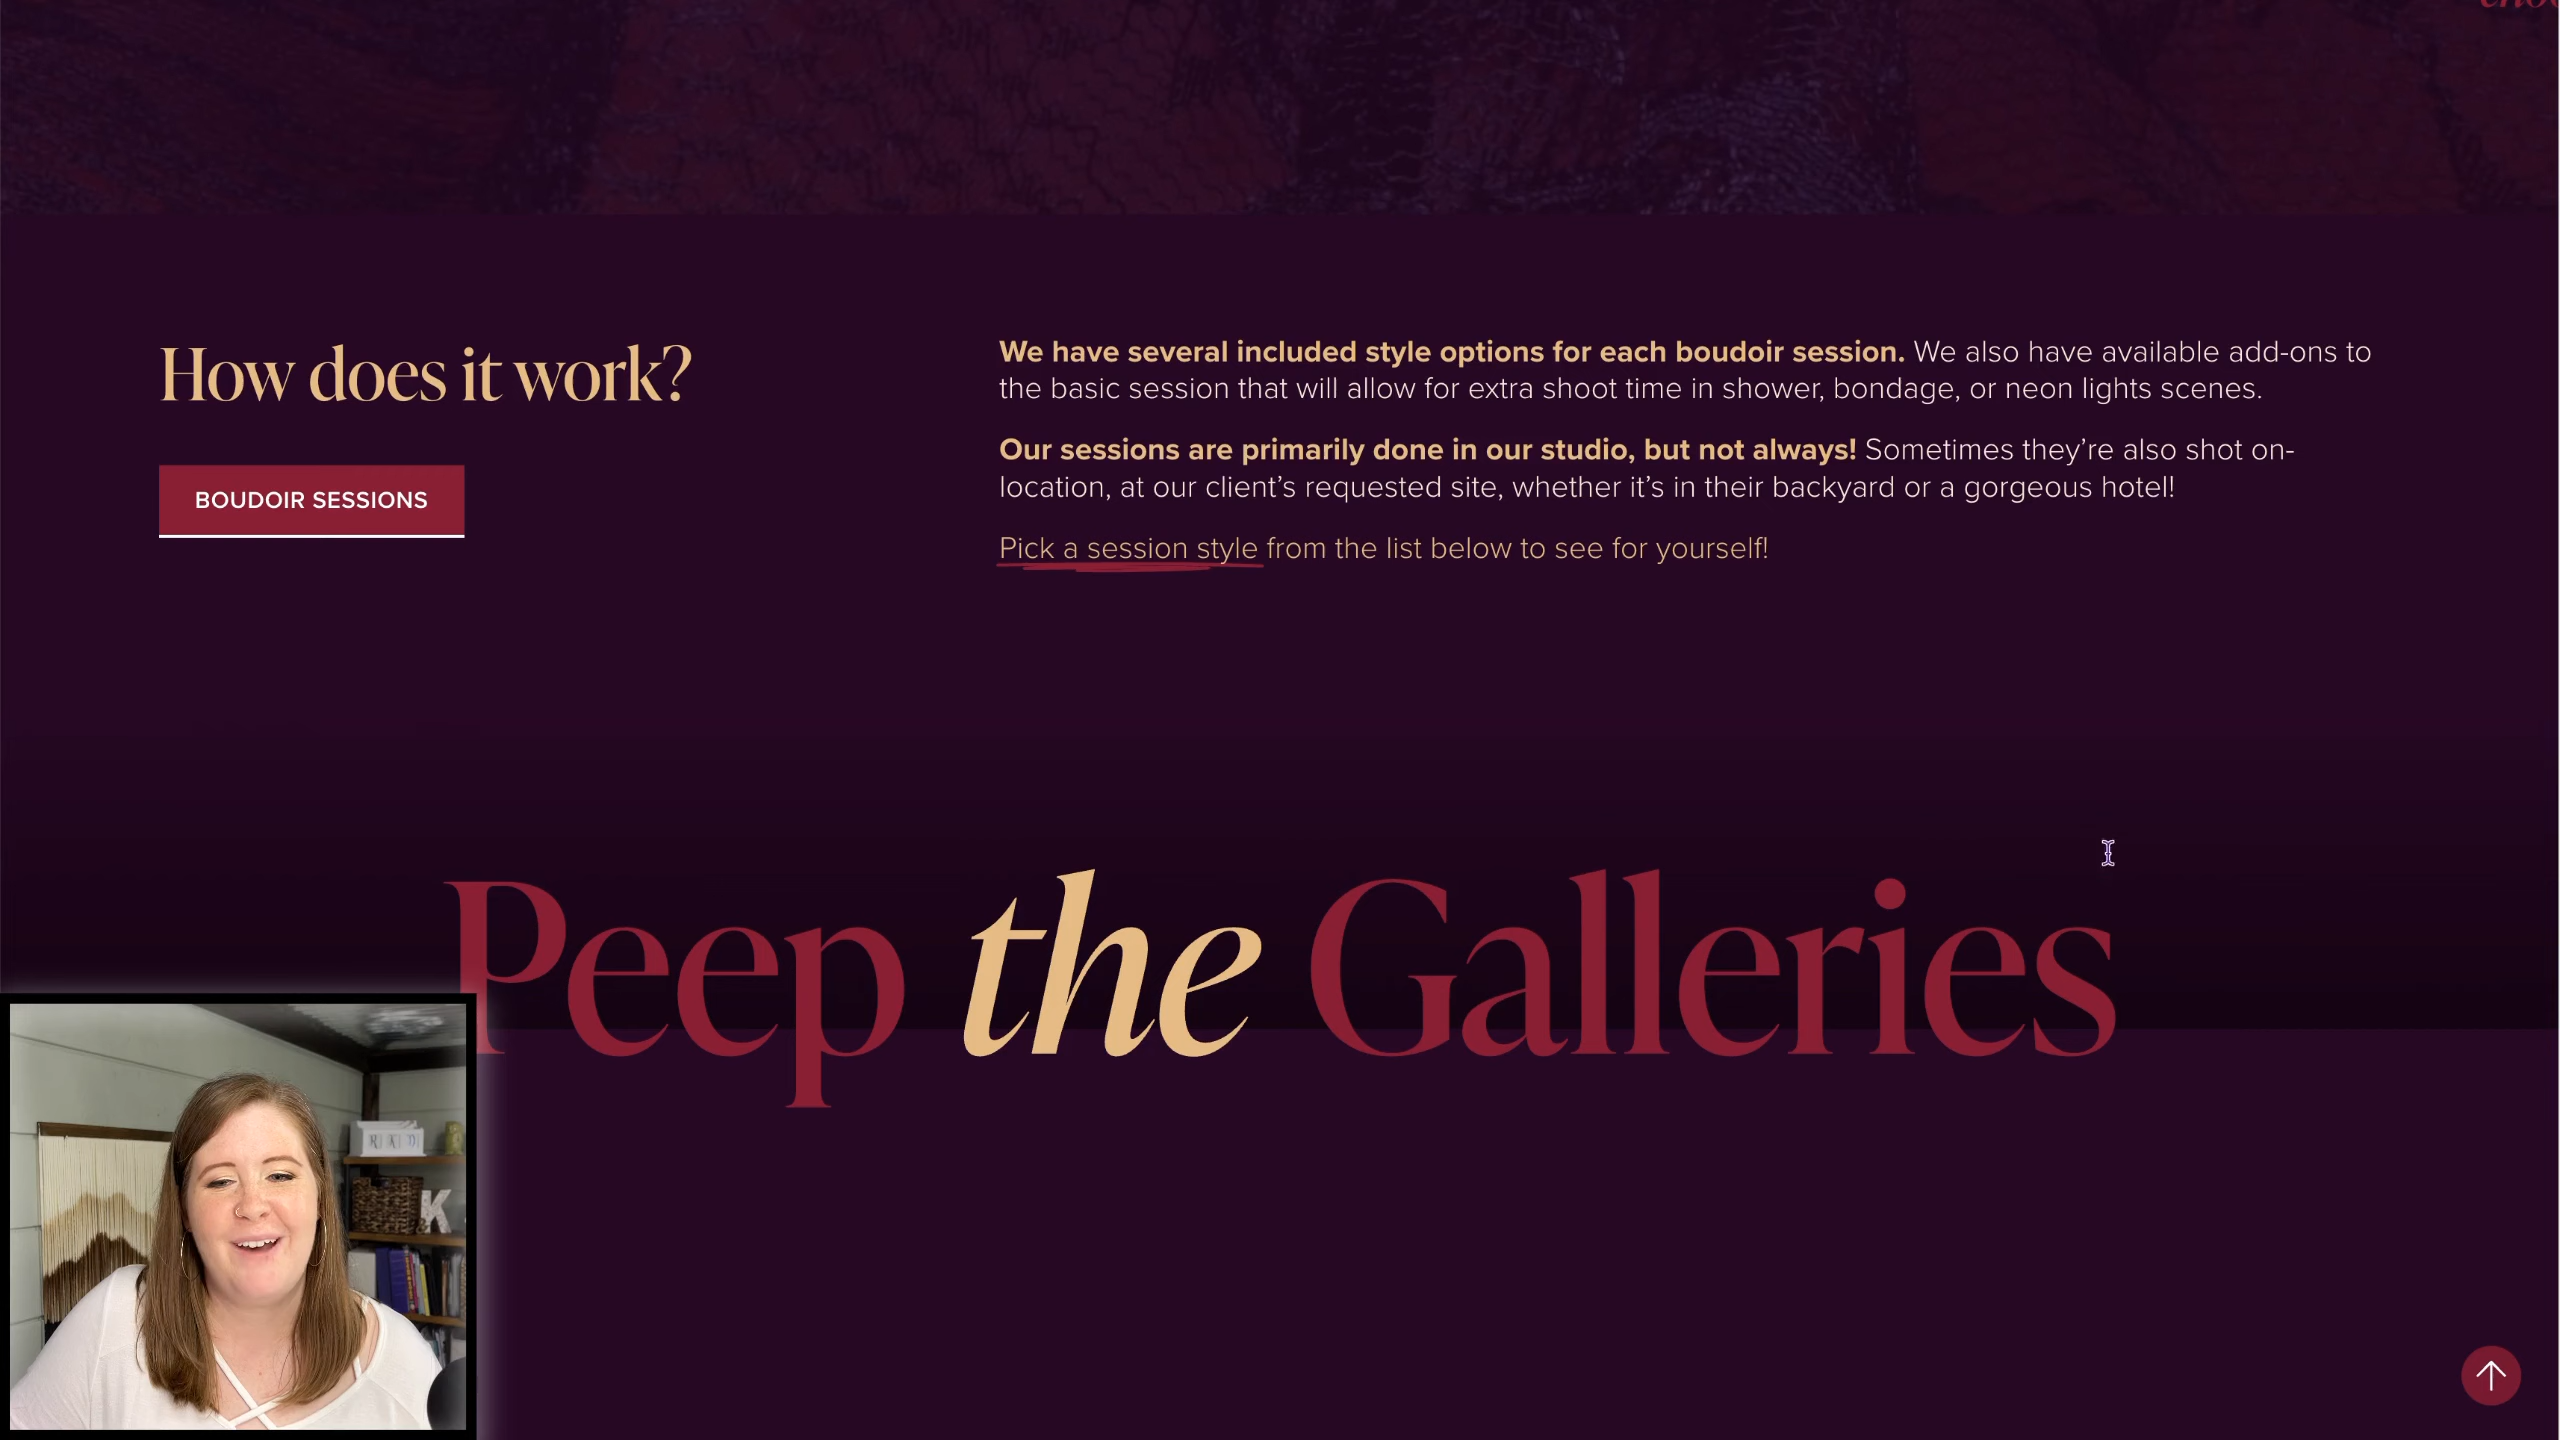 How does it work?
BOUDOIR SESSIONS
We have several included style options for each boudoir session. We also have available add-ons to
the basic session that will allow for extra shoot time in shower, bondage, or neon lights scenes.
Our sessions are primarily done in our studio, but not always! Sometimes they’re also shot on-
location, at our client’s requested site, whether it’s in their backyard or a gorgeous hotel!
Pick a session style from the list below to see for yourself!
Peep the Galleries
K